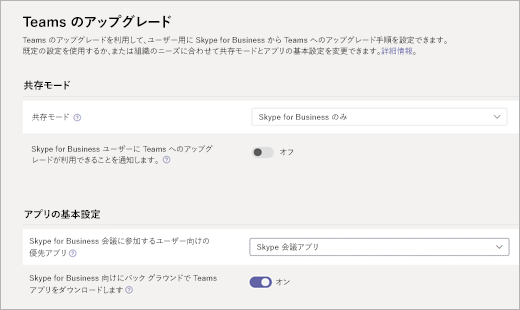 Teams のアップグレード
Teams のアップグレードを利用して、ユーザー用に Skype for Business から Teams へのアップグレード手順を設定できます。
既定の設定を使用するか、または組織のニーズに合わせて共存モードとアプリの基本設定を変更できます。詳細情報。
共存モード
共存モード ?
Skype for Business のみ
Skype for Business ユーザーに Teams へのアップグ
レードが利用できることを通知します。 ?
オフ
アプリの基本設定
Skype for Business 会議に参加するユーザー向けの
優先アプリ ?
Skype 会議アプリ
Skype for Business 向けにバック グラウンドで Teams
アプリをダウンロードします ?
オン